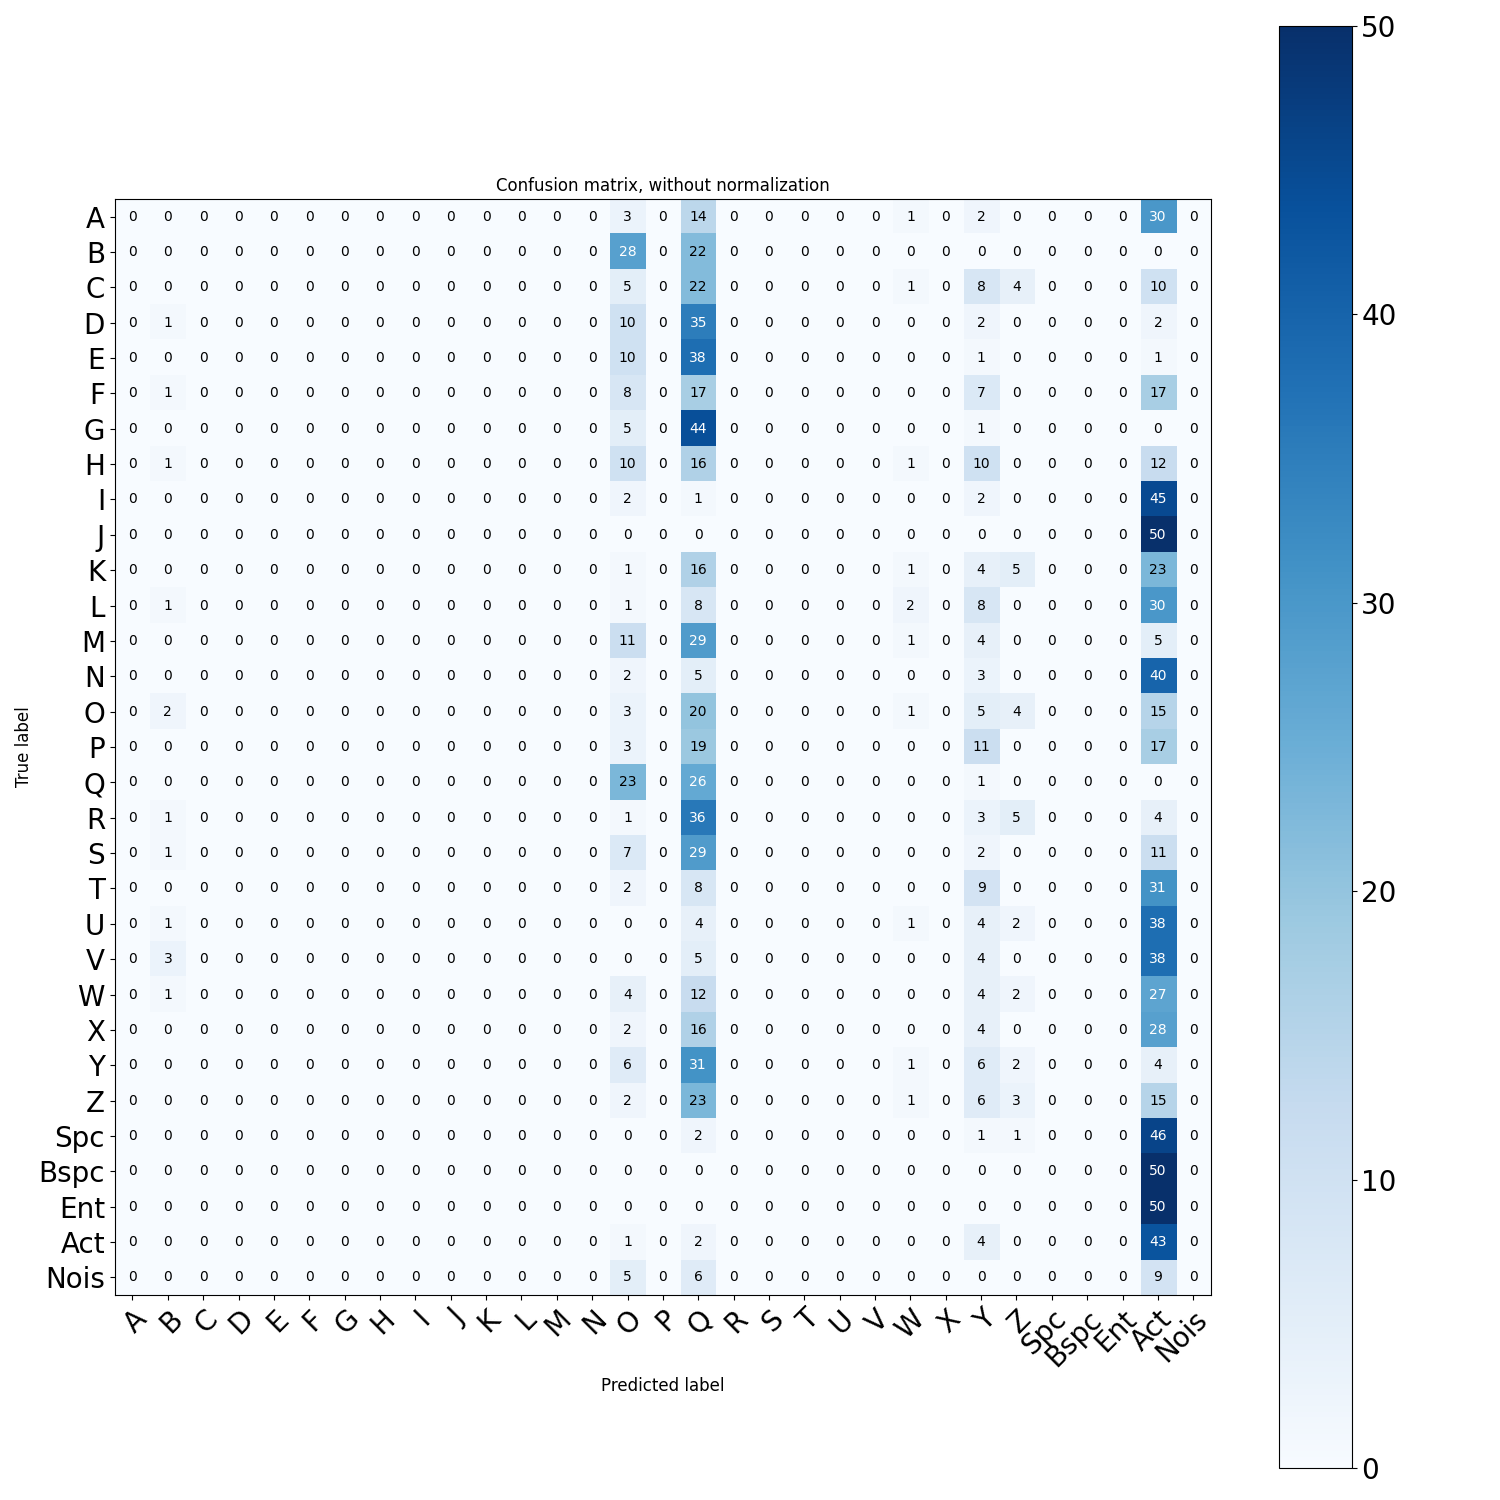 Confusion matrix, without normalization
A 0 0 0 0 0 0 0 0 0 0 0 0 0 0 3 0 14 0 0 0 0 0 1 0 2 0 0 0 0 30 0
B 0 0 0 0 0 0 0 0 0 0 0 0 0 0 28 0 22 0 0 0 0 0 0 0 0 0 0 0 0 0 0
C 0 0 0 0 0 0 0 0 0 0 0 0 0 0 5 0 22 0 0 0 0 0 1 0 8 4 0 0 0 10 0
D 0 1 0 0 0 0 0 0 0 0 0 0 0 0 10 0 35 0 0 0 0 0 0 0 2 0 0 0 0 2 0
E 0 0 0 0 0 0 0 0 0 0 0 0 0 0 10 0 38 0 0 0 0 0 0 0 1 0 0 0 0 1 0
F 0 1 0 0 0 0 0 0 0 0 0 0 0 0 8 0 17 0 0 0 0 0 0 0 7 0 0 0 0 17 0
G 0 0 0 0 0 0 0 0 0 0 0 0 0 0 5 0 44 0 0 0 0 0 0 0 1 0 0 0 0 0 0
H 0 1 0 0 0 0 0 0 0 0 0 0 0 0 10 0 16 0 0 0 0 0 1 0 10 0 0 0 0 12 0
I 0 0 0 0 0 0 0 0 0 0 0 0 0 0 2 0 1 0 0 0 0 0 0 0 2 0 0 0 0 45 0
J 0 0 0 0 0 0 0 0 0 0 0 0 0 0 0 0 0 0 0 0 0 0 0 0 0 0 0 0 0 50 0
K 0 0 0 0 0 0 0 0 0 0 0 0 0 0 1 0 16 0 0 0 0 0 1 0 4 5 0 0 0 23 0
L 0 1 0 0 0 0 0 0 0 0 0 0 0 0 1 0 8 0 0 0 0 0 2 0 8 0 0 0 0 30 0
M 0 0 0 0 0 0 0 0 0 0 0 0 0 0 11 0 29 0 0 0 0 0 1 0 4 0 0 0 0 5 0
N 0 0 0 0 0 0 0 0 0 0 0 0 0 0 2 0 5 0 0 0 0 0 0 0 3 0 0 0 0 40 0
O 0 2 0 0 0 0 0 0 0 0 0 0 0 0 3 0 20 0 0 0 0 0 1 0 5 4 0 0 0 15 0
P 0 0 0 0 0 0 0 0 0 0 0 0 0 0 3 0 19 0 0 0 0 0 0 0 11 0 0 0 0 17 0
Q 0 0 0 0 0 0 0 0 0 0 0 0 0 0 23 0 26 0 0 0 0 0 0 0 1 0 0 0 0 0 0
R 0 1 0 0 0 0 0 0 0 0 0 0 0 0 1 0 36 0 0 0 0 0 0 0 3 5 0 0 0 4 0
S 0 1 0 0 0 0 0 0 0 0 0 0 0 0 7 0 29 0 0 0 0 0 0 0 2 0 0 0 0 11 0
T 0 0 0 0 0 0 0 0 0 0 0 0 0 0 2 0 8 0 0 0 0 0 0 0 9 0 0 0 0 31 0
U 0 1 0 0 0 0 0 0 0 0 0 0 0 0 0 0 4 0 0 0 0 0 1 0 4 2 0 0 0 38 0
V 0 3 0 0 0 0 0 0 0 0 0 0 0 0 0 0 5 0 0 0 0 0 0 0 4 0 0 0 0 38 0
W 0 1 0 0 0 0 0 0 0 0 0 0 0 0 4 0 12 0 0 0 0 0 0 0 4 2 0 0 0 27 0
X 0 0 0 0 0 0 0 0 0 0 0 0 0 0 2 0 16 0 0 0 0 0 0 0 4 0 0 0 0 28 0
Y 0 0 0 0 0 0 0 0 0 0 0 0 0 0 6 0 31 0 0 0 0 0 1 0 6 2 0 0 0 4 0
Z 0 0 0 0 0 0 0 0 0 0 0 0 0 0 2 0 23 0 0 0 0 0 1 0 6 3 0 0 0 15 0
Spc 0 0 0 0 0 0 0 0 0 0 0 0 0 0 0 0 2 0 0 0 0 0 0 0 1 1 0 0 0 46 0
Bspc 0 0 0 0 0 0 0 0 0 0 0 0 0 0 0 0 0 0 0 0 0 0 0 0 0 0 0 0 0 50 0
Ent 0 0 0 0 0 0 0 0 0 0 0 0 0 0 0 0 0 0 0 0 0 0 0 0 0 0 0 0 0 50 0
Act 0 0 0 0 0 0 0 0 0 0 0 0 0 0 1 0 2 0 0 0 0 0 0 0 4 0 0 0 0 43 0
Nois 0 0 0 0 0 0 0 0 0 0 0 0 0 0 5 0 6 0 0 0 0 0 0 0 0 0 0 0 0 9 0
A B C D E F G H I J K L M N O P Q R S T U V W X Y Z Spc Bspc Ent Act Nois
Predicted label
True label
50
40
30
20
10
0